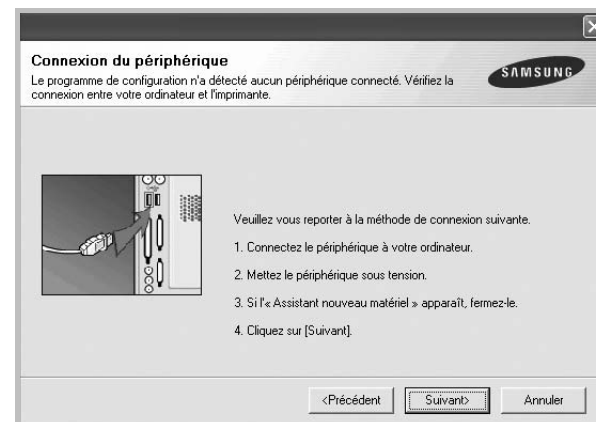 Connexion du périphérique
Le programme de configuration n'a détecté aucun périphérique connecté. Vérifiez la
connexion entre votre ordinateur et l'imprimante.
SAMSUNG
Veuillez vous reporter à la méthode de connexion suivante.
1. Connectez le périphérique à votre ordinateur.
2. Mettez le périphérique sous tension.
3. Si l'« Assistant nouveau matériel » apparaît, fermez-le.
4. Cliquez sur [Suivant].
<Précédent
Suivant>
Annuler